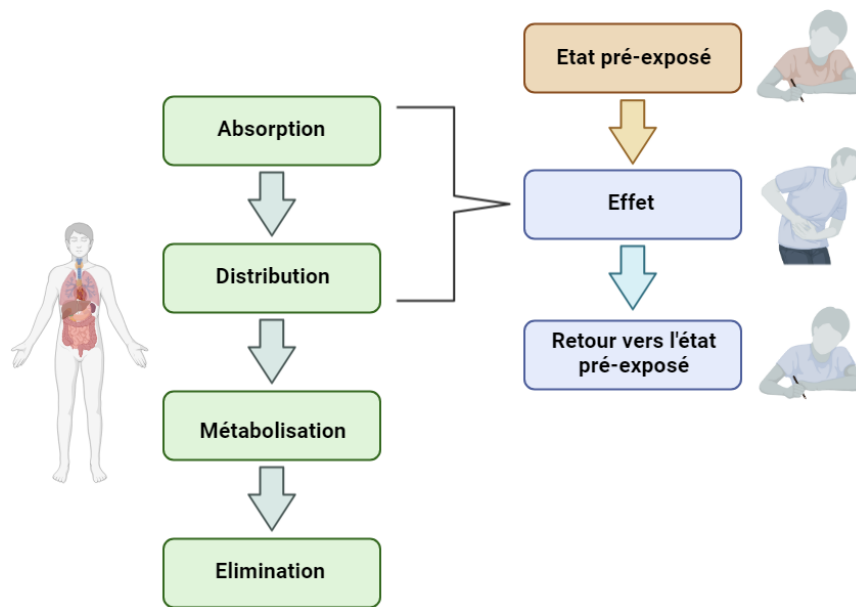 Absorption
Distribution
Métabolisation
Elimination
Etat pré-exposé
Effet
Retour vers l'état
pré-exposé